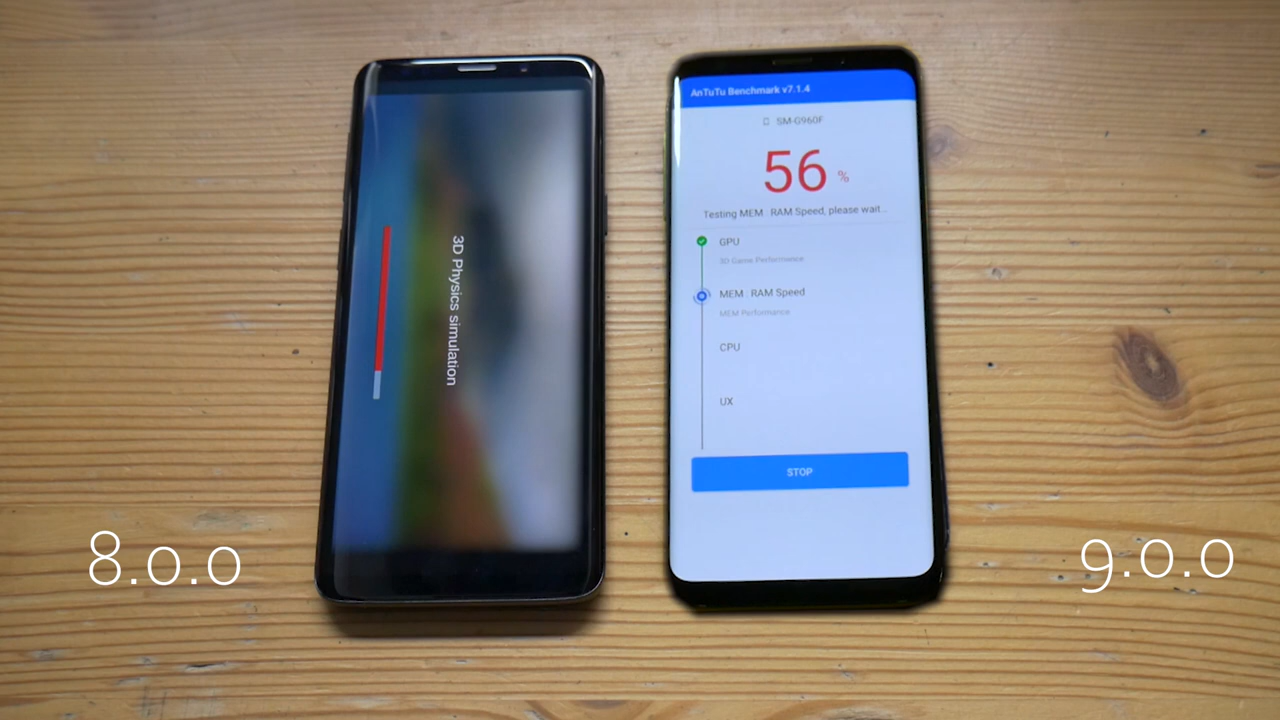 3D Physics simulation
AnTuTu Benchmark v7.1.4
SM-G960F
56 %
Testing MEM : RAM Speed, please wait...
GPU
3D Game Performance
MEM : RAM Speed
MEM Performance
CPU
UX
STOP
8.0.0
9.0.0